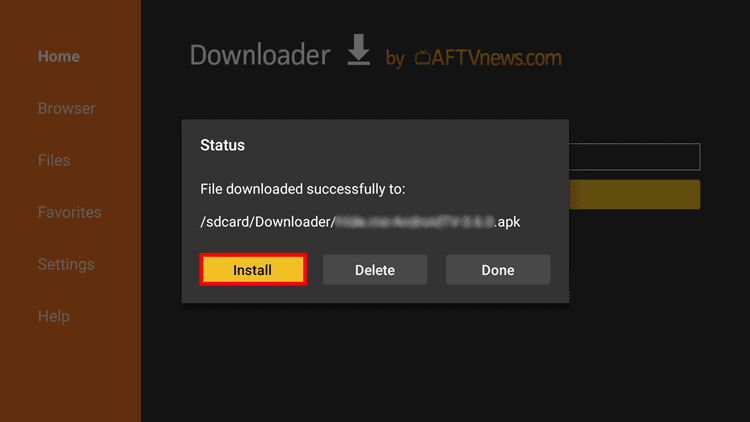 Home
Browser
Files
Favorites
Settings
Help
Downloader by AFTVnews.com
Status
File downloaded successfully to:
/sdcard/Downloader/ .apk
Install
Delete
Done